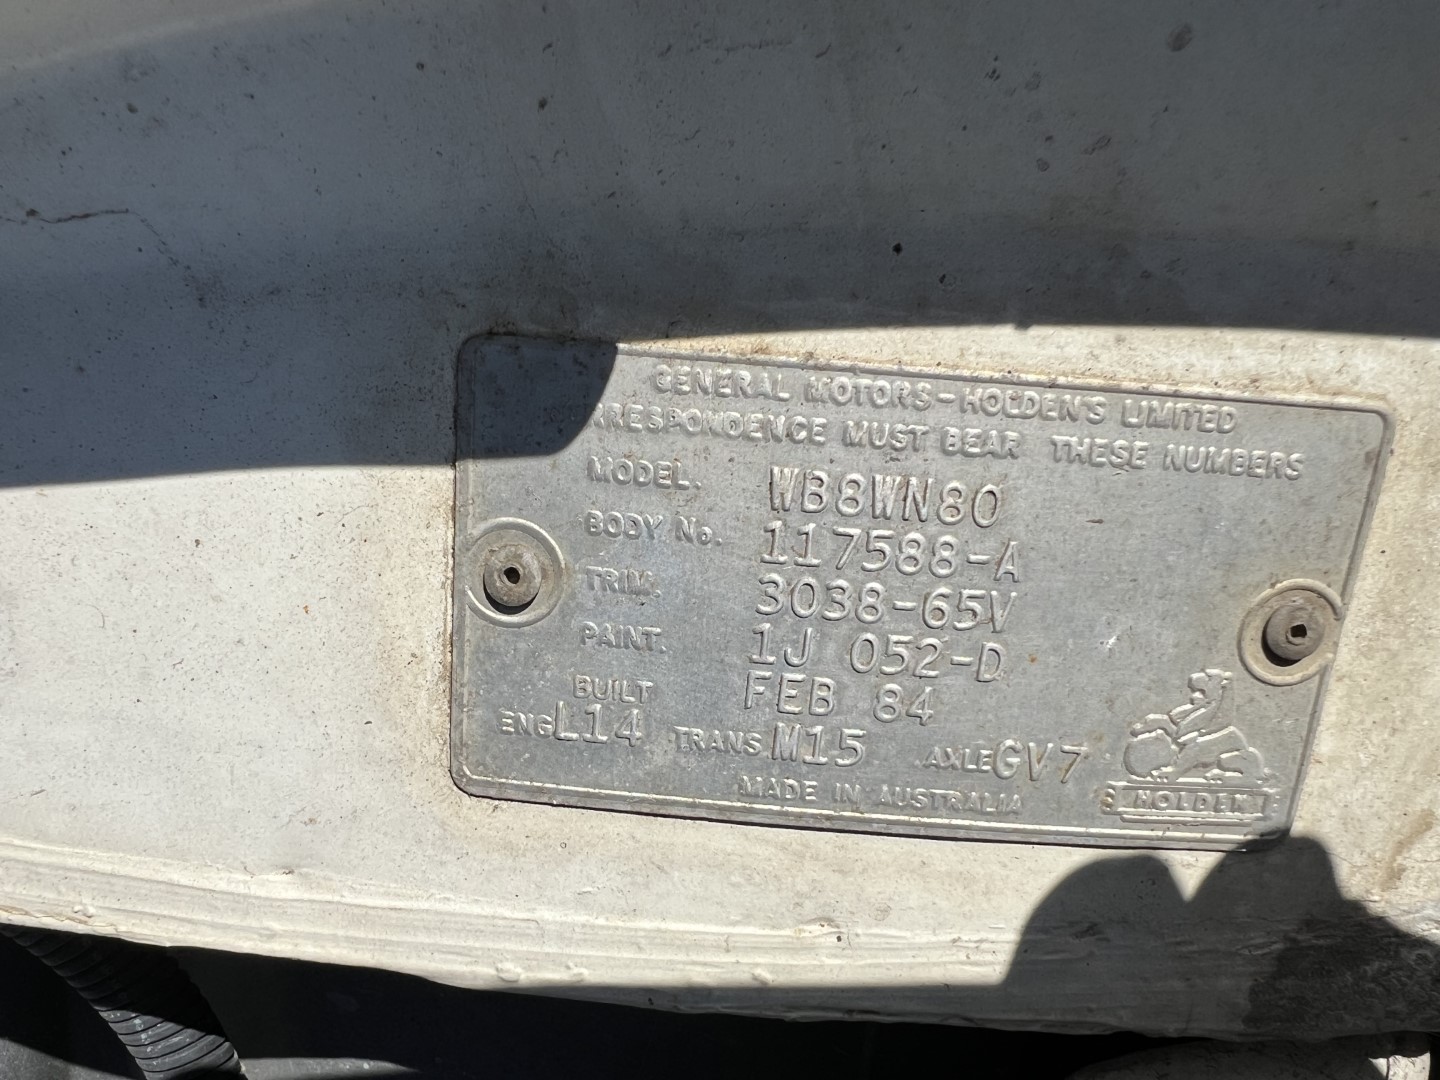 GENERAL MOTORS-HOLDEN'S LIMITED
RRESPONDENCE MUST BEAR THESE NUMBERS
MODEL. WB8WN80
BODY No. 117588-A
TRIM. 3038-65V
PAINT. 1J 052-D
BUILT FEB 84
ENG L14 TRANS M15 AXLE GV7
MADE IN AUSTRALIA
HOLDEN